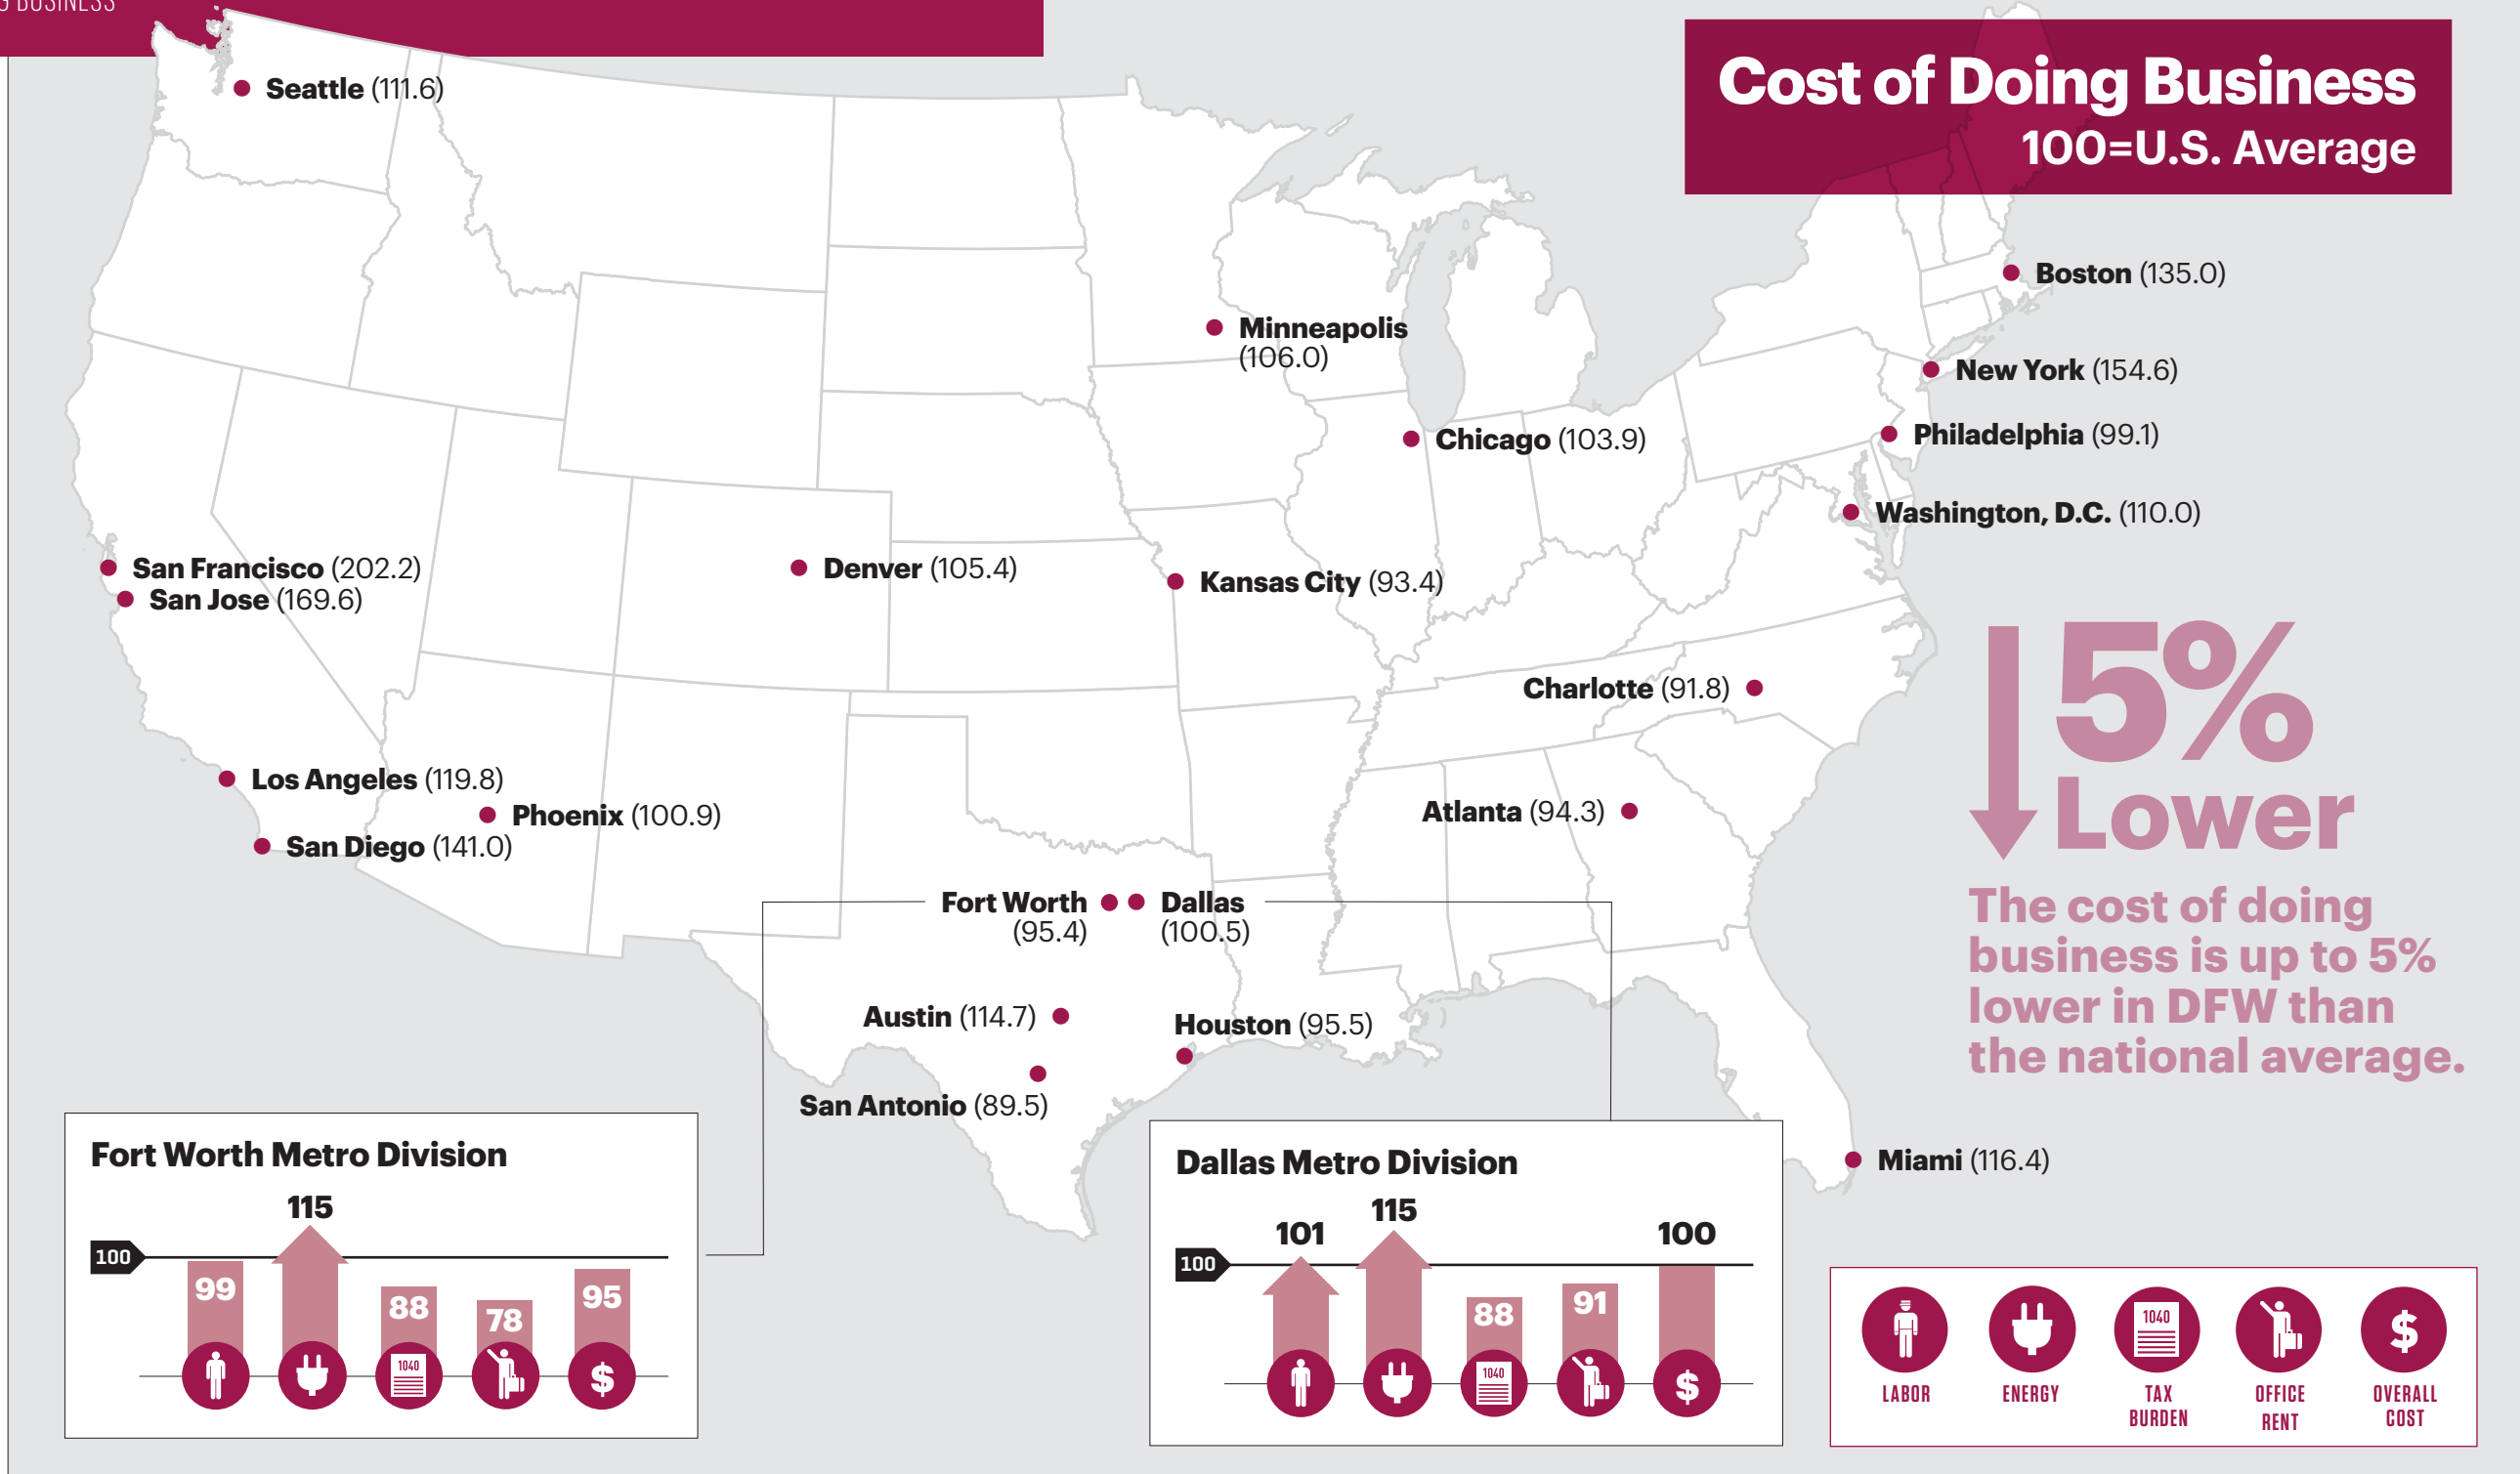 G BUSINESS
Cost of Doing Business
100=U.S. Average
Seattle (111.6)
Boston (135.0)
Minneapolis
(106.0)
New York (154.6)
Philadelphia (99.1)
Chicago (103.9)
Washington, D.C. (110.0)
San Francisco (202.2)
San Jose (169.6)
Denver (105.4)
Kansas City (93.4)
Charlotte (91.8)
Los Angeles (119.8)
Phoenix (100.9)
San Diego (141.0)
Atlanta (94.3)
Fort Worth
(95.4)
Dallas
(100.5)
Austin (114.7)
Houston (95.5)
San Antonio (89.5)
Miami (116.4)
5%
Lower
The cost of doing
business is up to 5%
lower in DFW than
the national average.
Fort Worth Metro Division
115
100
99
88
78
95
1040
$
Dallas Metro Division
101
115
100
100
88
91
1040
$
1040
$
LABOR
ENERGY
TAX
BURDEN
OFFICE
RENT
OVERALL
COST